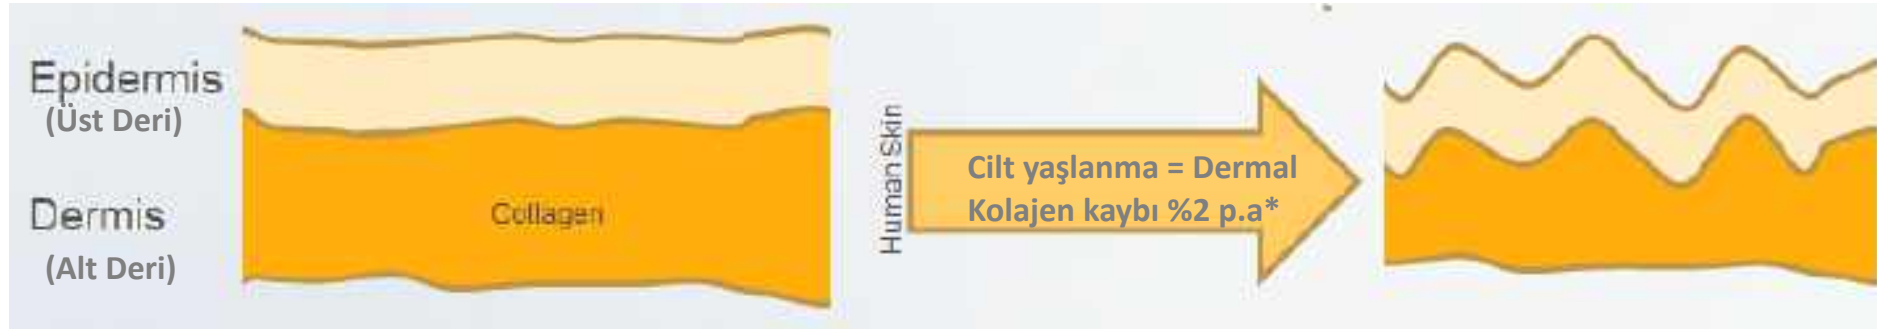 Epidermis
(Üst Deri)
Dermis
(Alt Deri)
Collagen
Human Skin
Cilt yaşlanma = Dermal
Kolajen kaybı %2 p.a*